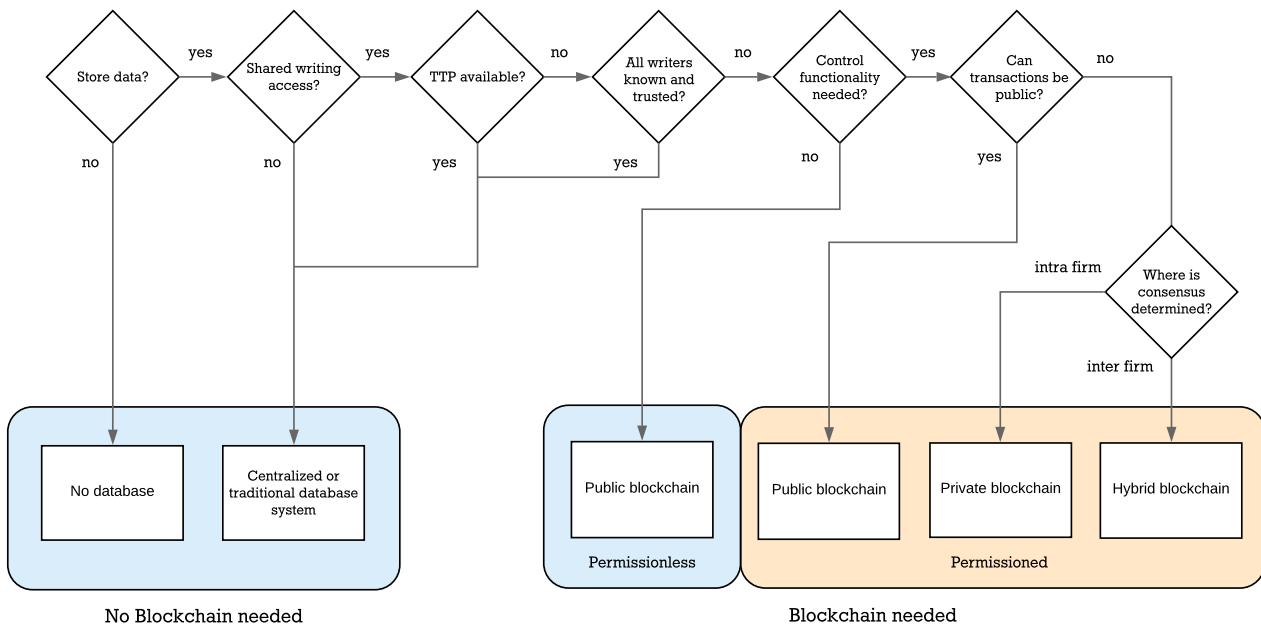 Store data?
yes
no
Shared writing
access?
yes
no
TTP available?
no
yes
All writers
known and
trusted?
no
yes
Control
functionality
needed?
yes
no
Can
transactions be
public?
no
yes
Where is
consensus
determined?
intra firm
inter firm
No database
Centralized or
traditional database
system
No Blockchain needed
Public blockchain
Permissionless
Public blockchain
Private blockchain
Hybrid blockchain
Permissioned
Blockchain needed